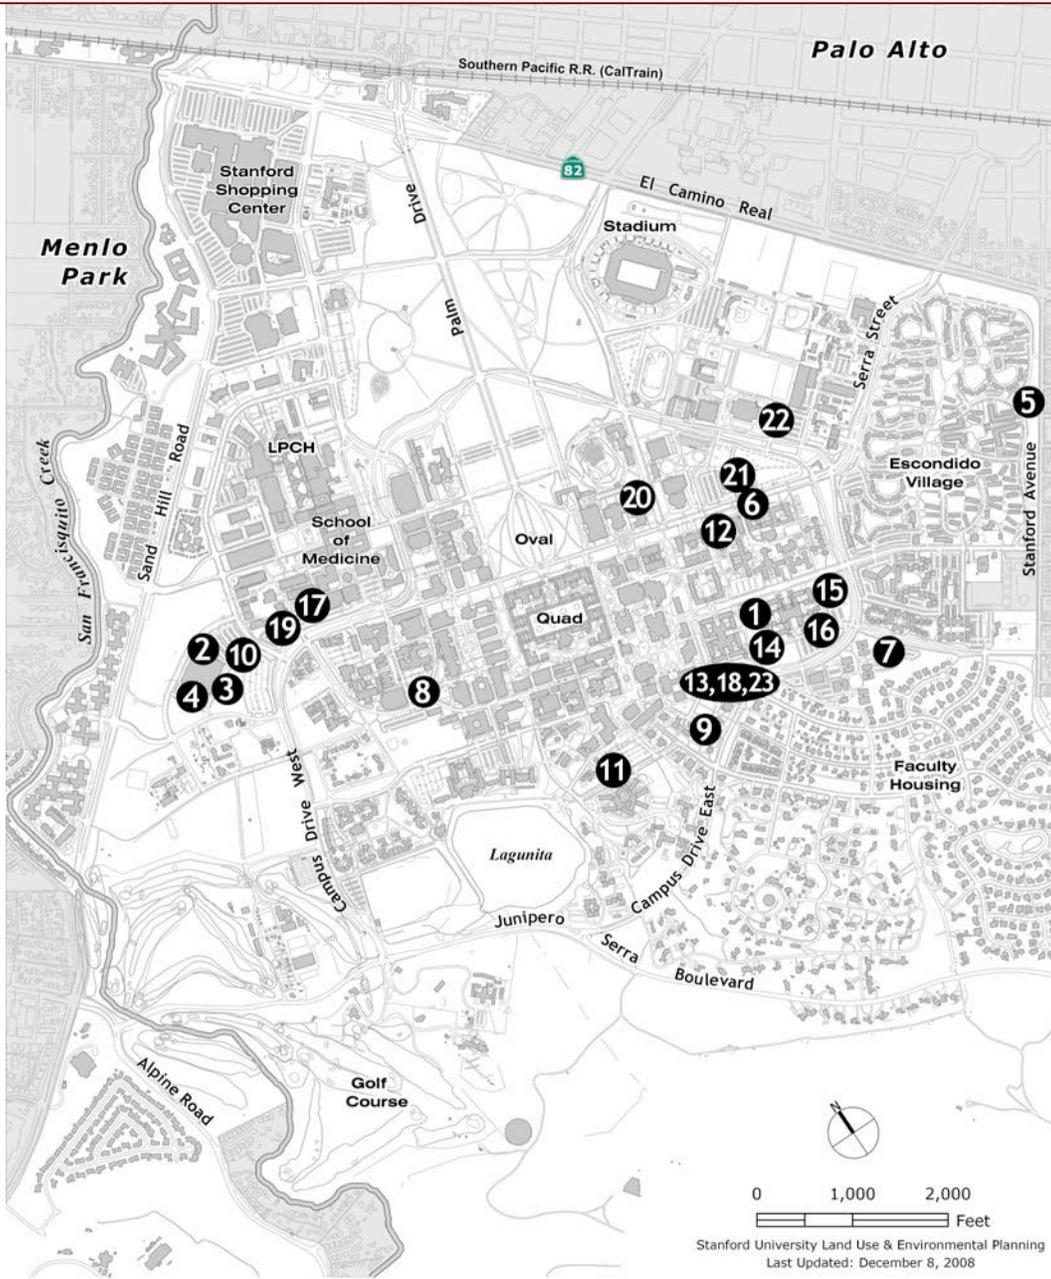 Palo Alto
Southern Pacific R.R. (CalTrain)
82
El Camino Real
Stanford
Shopping
Center
Drive
Palm
Stadium
Menlo
Park
Serra Street
5
22
LPCH
Sand Hill Road
San Francisquito Creek
Escondido
Village
Stanford Avenue
21
20
6
12
School
of
Medicine
Oval
17
19
15
1
Quad
16
14
2
10
7
8
13,18,23
4
3
9
11
Faculty
Housing
Campus Drive West
Campus Drive East
Lagunita
Junipero
Serra
Boulevard
Alpine Road
Golf
Course
N
0 1,000 2,000
Feet
Stanford University Land Use & Environmental Planning
Last Updated: December 8, 2008